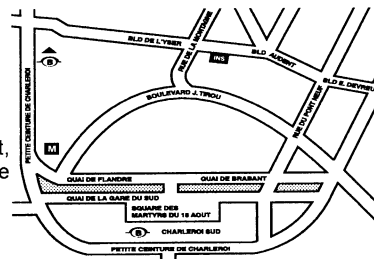 BLD DE L'YSER
RUE DE LA MONTAGNE
INS
BLD AUDENT
BLD E. DEVREU
B
PETITE CEINTURE DE CHARLEROI
BOULEVARD J. TIROU
RUE DU PONT NEUF
M
t,
e
QUAI DE FLANDRE
QUAI DE BRABANT
QUAI DE LA GARE DU SUD
SQUARE DES
MARTYRS DU 18 AOUT
B
CHARLEROI SUD
PETITE CEINTURE DE CHARLEROI